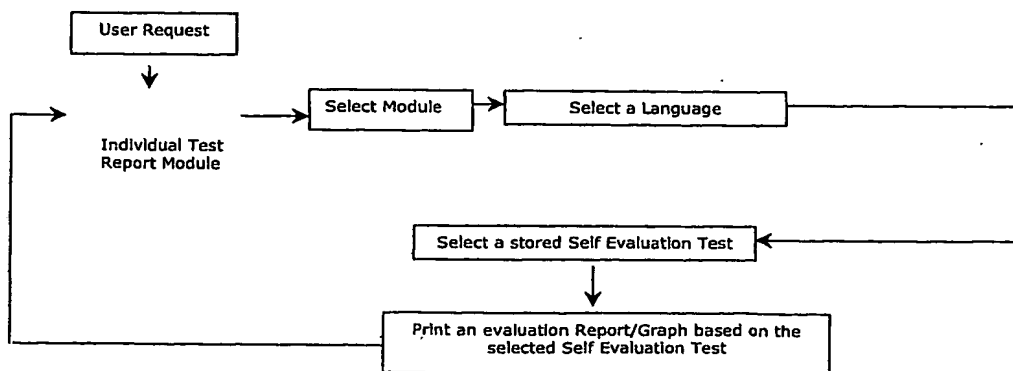 User Request
Select Module
Select a Language
Individual Test
Report Module
Select a stored Self Evaluation Test
Print an evaluation Report/Graph based on the
selected Self Evaluation Test